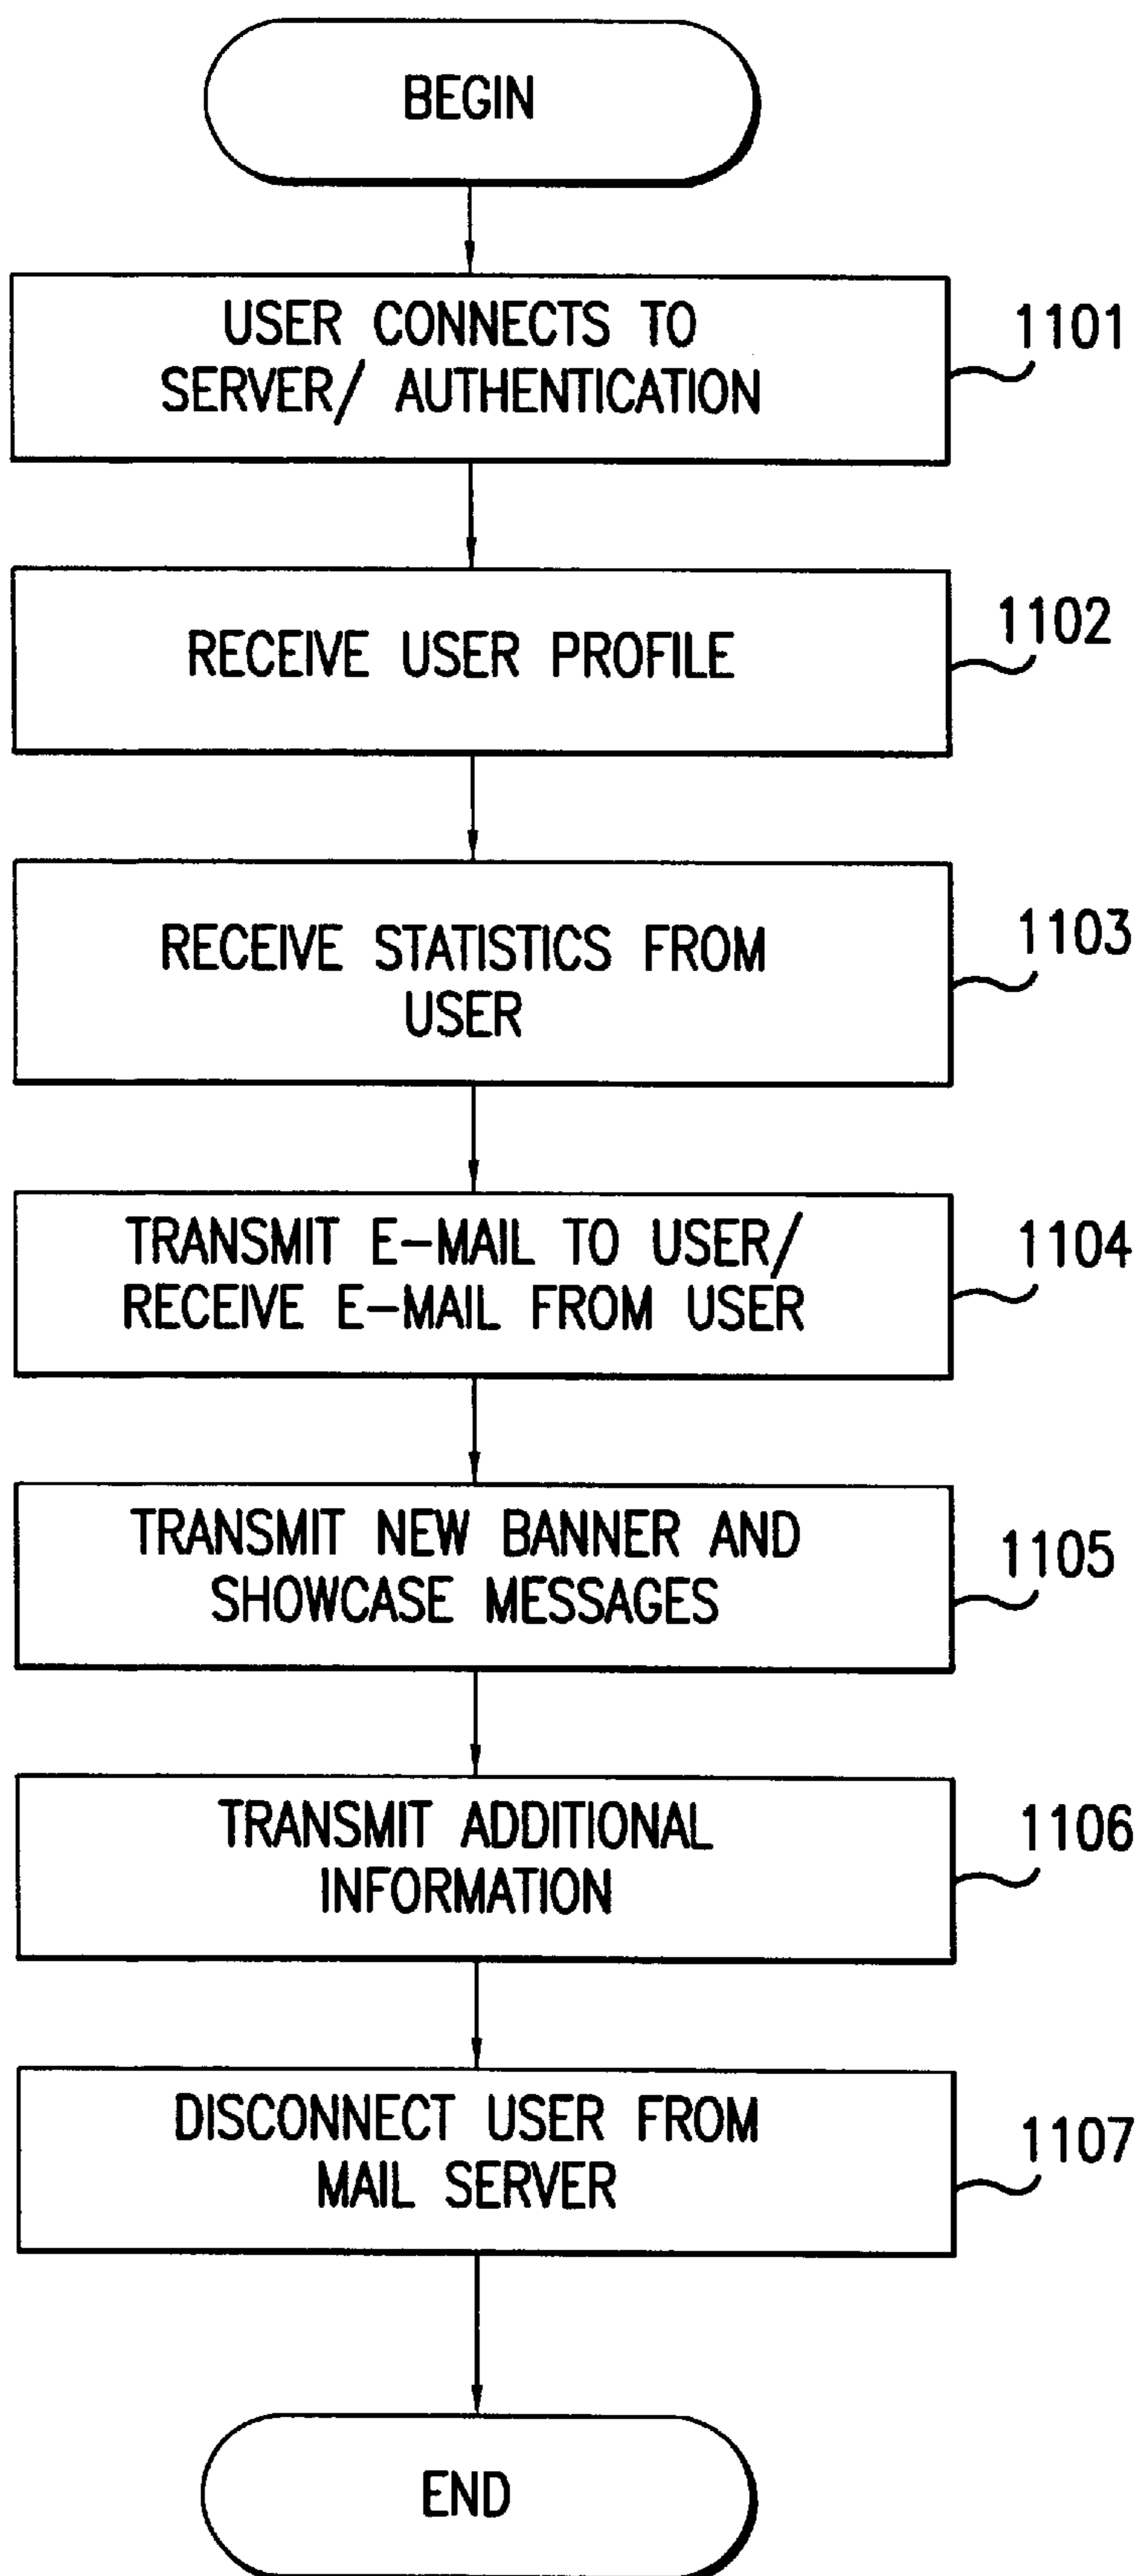 BEGIN
USER CONNECTS TO
SERVER/ AUTHENTICATION
1101
RECEIVE USER PROFILE
1102
RECEIVE STATISTICS FROM
USER
1103
TRANSMIT E-MAIL TO USER/
RECEIVE E-MAIL FROM USER
1104
TRANSMIT NEW BANNER AND
SHOWCASE MESSAGES
1105
TRANSMIT ADDITIONAL
INFORMATION
1106
DISCONNECT USER FROM
MAIL SERVER
1107
END